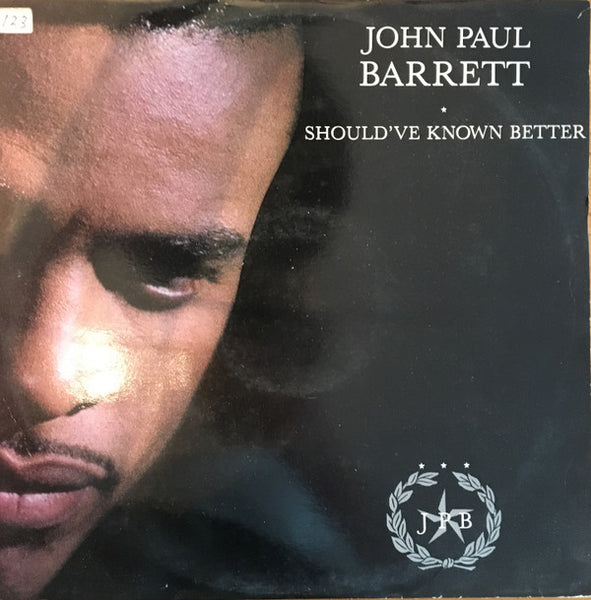 123
JOHN PAUL
BARRETT
SHOULD'VE KNOWN BETTER
JPB